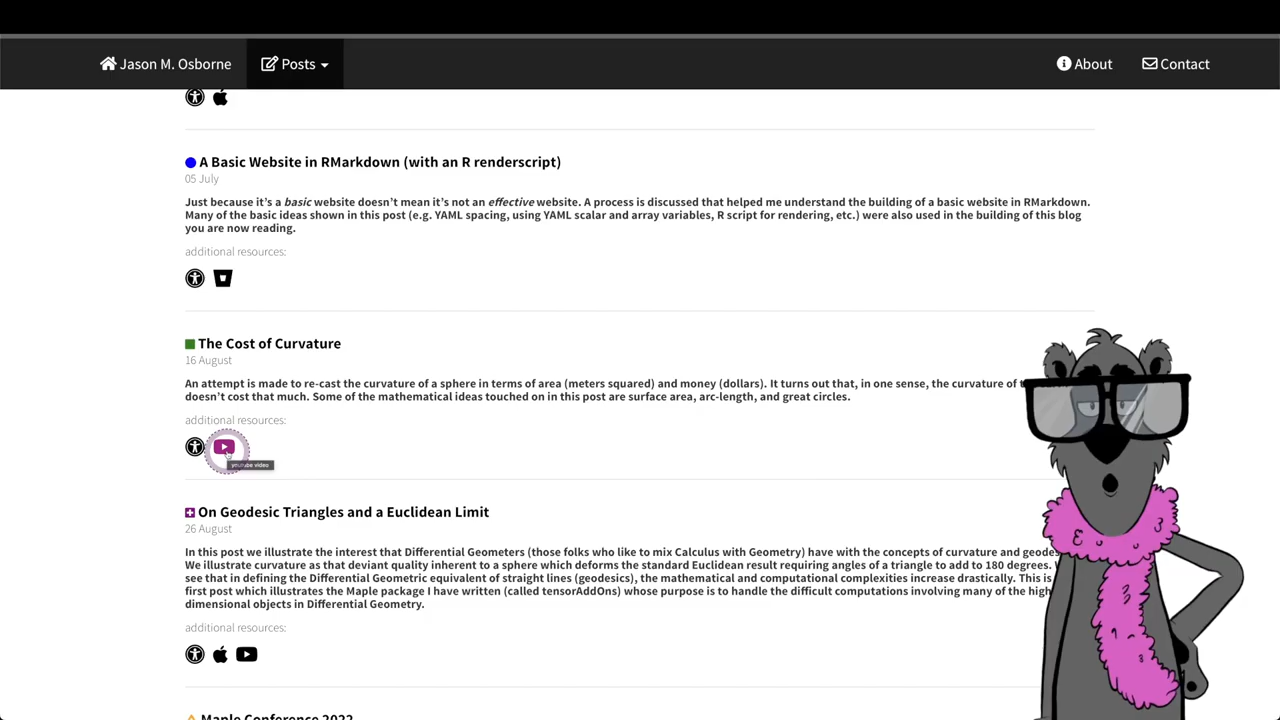 Jason M. Osborne
Posts
About
Contact
A Basic Website in RMarkdown (with an R renderscript)
05 July
Just because it's a basic website doesn't mean it's not an effective website. A process is discussed that helped me understand the building of a basic website in RMarkdown.
Many of the basic ideas shown in this post (e.g. YAML spacing, using YAML scalar and array variables, R script for rendering, etc.) were also used in the building of this blog
you are now reading.
additional resources:
The Cost of Curvature
16 August
An attempt is made to re-cast the curvature of a sphere in terms of area (meters squared) and money (dollars). It turns out that, in one sense, the curvature of
doesn't cost that much. Some of the mathematical ideas touched on in this post are surface area, arc-length, and great circles.
additional resources:
youtube video
On Geodesic Triangles and a Euclidean Limit
26 August
In this post we illustrate the interest that Differential Geometers (those folks who like to mix Calculus with Geometry) have with the concepts of curvature and geodes
We illustrate curvature as that deviant quality inherent to a sphere which deforms the standard Euclidean result requiring angles of a triangle to add to 180 degrees.
see that in defining the Differential Geometric equivalent of straight lines (geodesics), the mathematical and computational complexities increase drastically. This is
first post which illustrates the Maple package I have written (called tensorAddOns) whose purpose is to handle the difficult computations involving many of the high
dimensional objects in Differential Geometry.
additional resources:
Maple Conference 2022